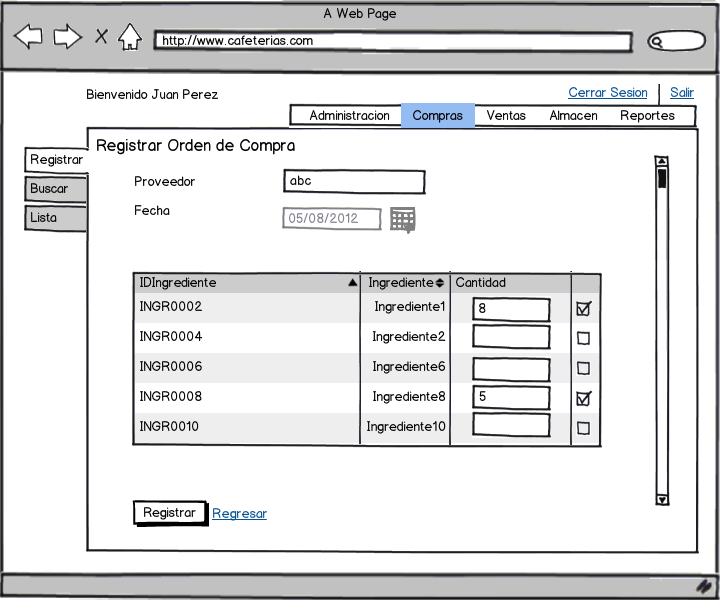 A Web Page
http://www.cafeterias.com
Bienvenido Juan Perez
Cerrar Sesion Salir
Administracion Compras Ventas Almacen Reportes
Registrar
Buscar
Lista
Registrar Orden de Compra
Proveedor abc
Fecha 05/08/2012
IDIngrediente Ingrediente Cantidad
INGR0002 Ingrediente1 8
INGR0004 Ingrediente2
INGR0006 Ingrediente6
INGR0008 Ingrediente8 5
INGR0010 Ingrediente10
Registrar Regresar